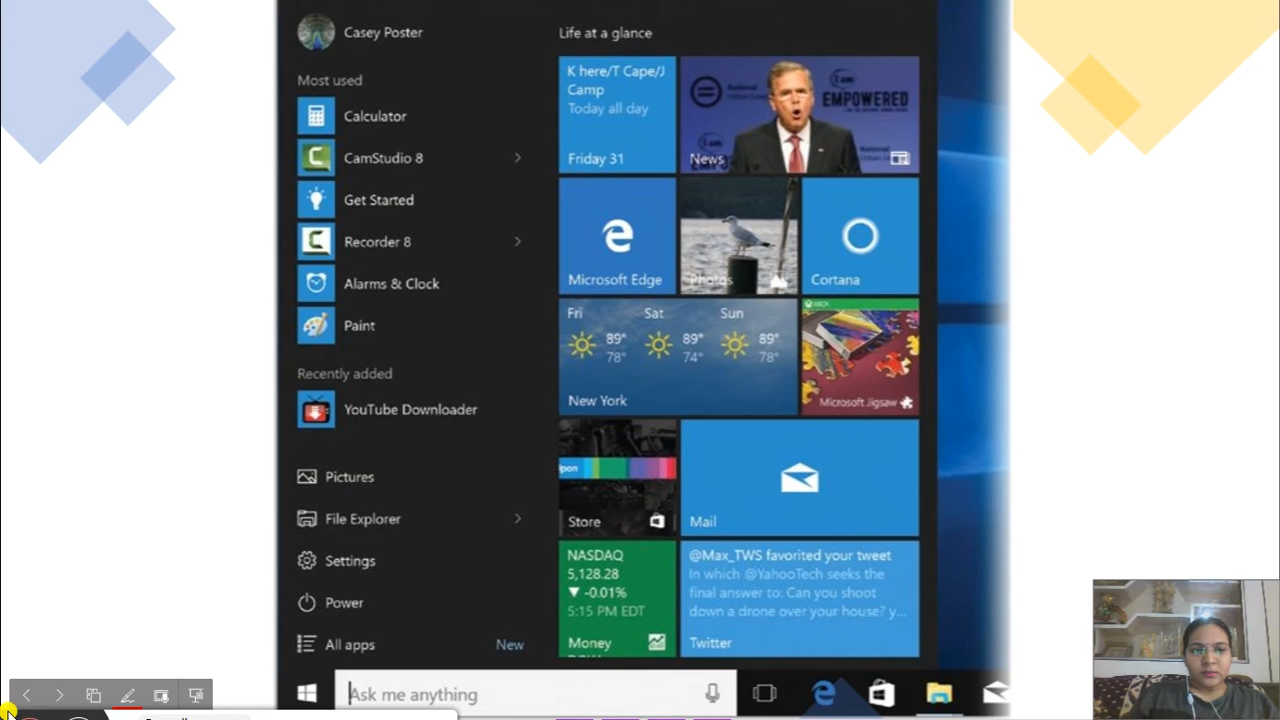 Casey Poster
Most used
Calculator
CamStudio 8
Get Started
Recorder 8
Alarms & Clock
Paint
Recently added
YouTube Downloader
Pictures
File Explorer
Settings
Power
All apps
New
Life at a glance
K here/T Cape/J
Camp
Today all day
Friday 31
EMPOWERED
News
Microsoft Edge
Photos
Cortana
Fri Sat Sun
89° 89° 89°
78° 74° 78°
New York
XBOX
Microsoft Jigsaw
pon
Store
Mail
NASDAQ
5,128.28
▼ -0.01%
5:15 PM EDT
Money
@Max_TWS favorited your tweet
In which @YahooTech seeks the
final answer to: Can you shoot
down a drone over your house? y...
Twitter
Ask me anything